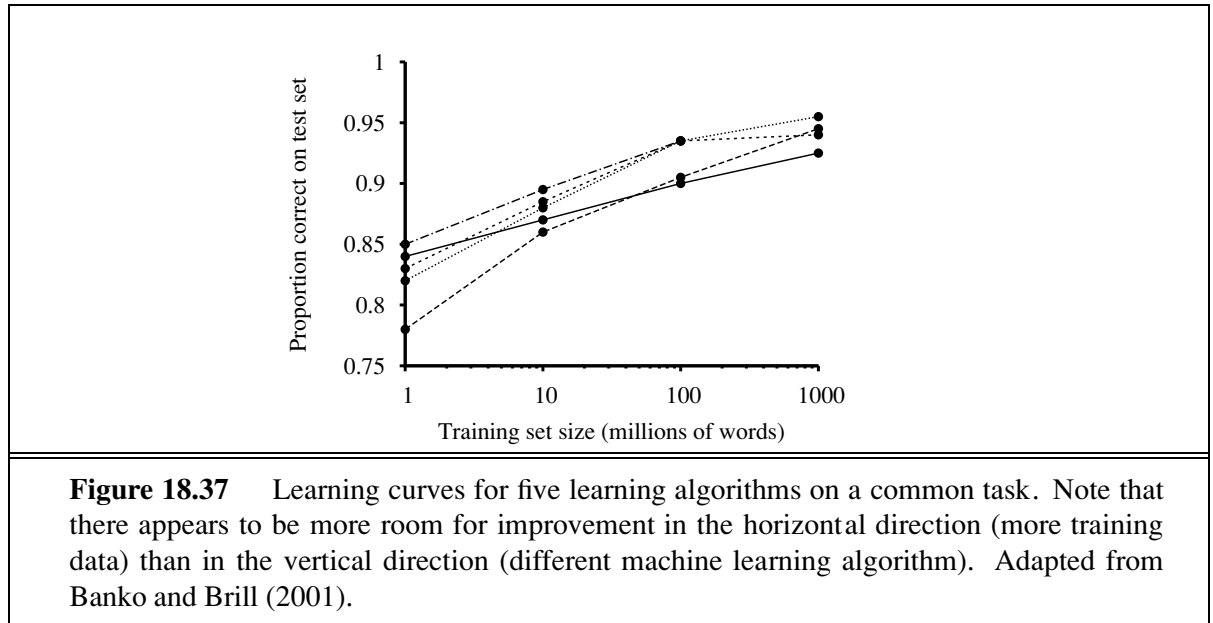 1
0.95
0.9
0.85
0.8
0.75
Proportion correct on test set
1 10 100 1000
Training set size (millions of words)
Figure 18.37 Learning curves for five learning algorithms on a common task. Note that
there appears to be more room for improvement in the horizontal direction (more training
data) than in the vertical direction (different machine learning algorithm). Adapted from
Banko and Brill (2001).